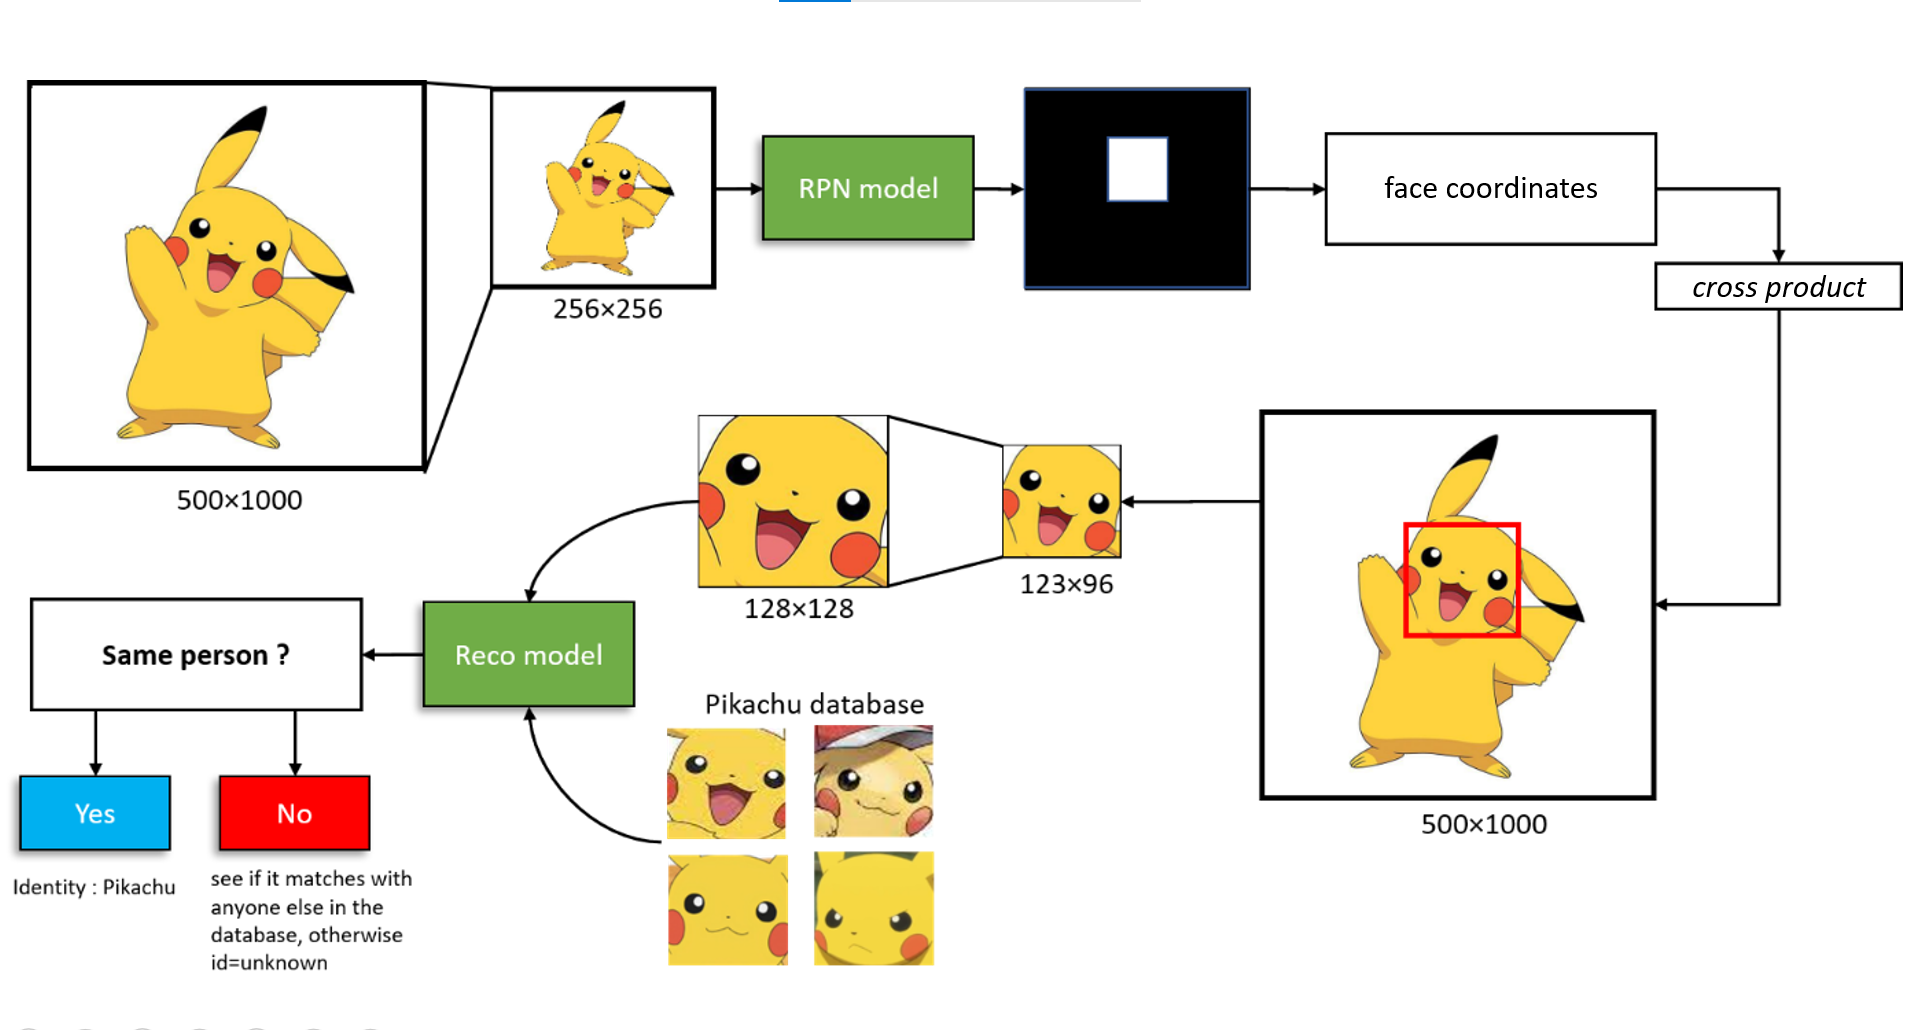 RPN model
face coordinates
cross product
256×256
500×1000
128×128
123×96
500×1000
Reco model
Same person ?
Pikachu database
Yes
No
Identity : Pikachu
see if it matches with
anyone else in the
database, otherwise
id=unknown